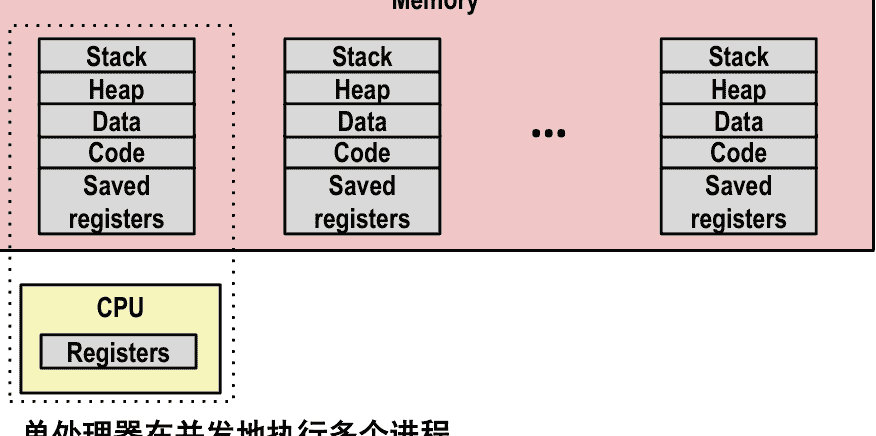 Memory
Stack
Heap
Data
Code
Saved
registers
Stack
Heap
Data
Code
Saved
registers
...
Stack
Heap
Data
Code
Saved
registers
CPU
Registers
单处理器在并发地执行多个进程